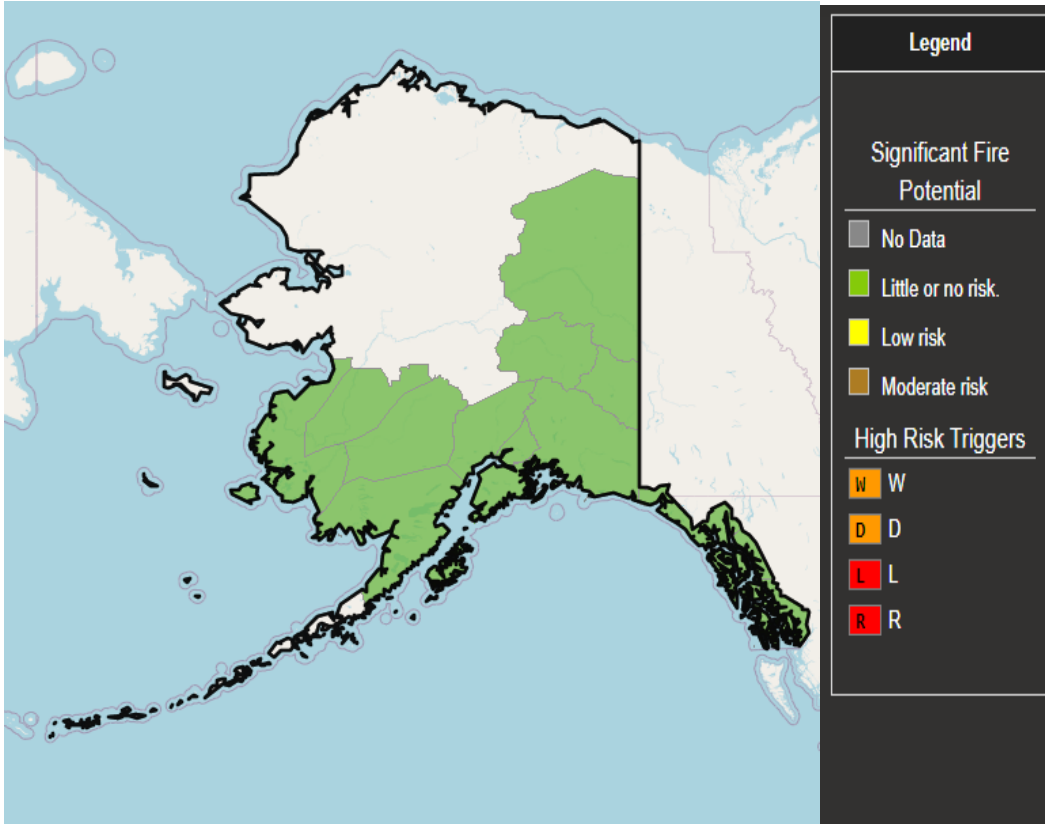 Legend
Significant Fire
Potential
No Data
Little or no risk.
Low risk
Moderate risk
High Risk Triggers
W W
D D
L L
R R